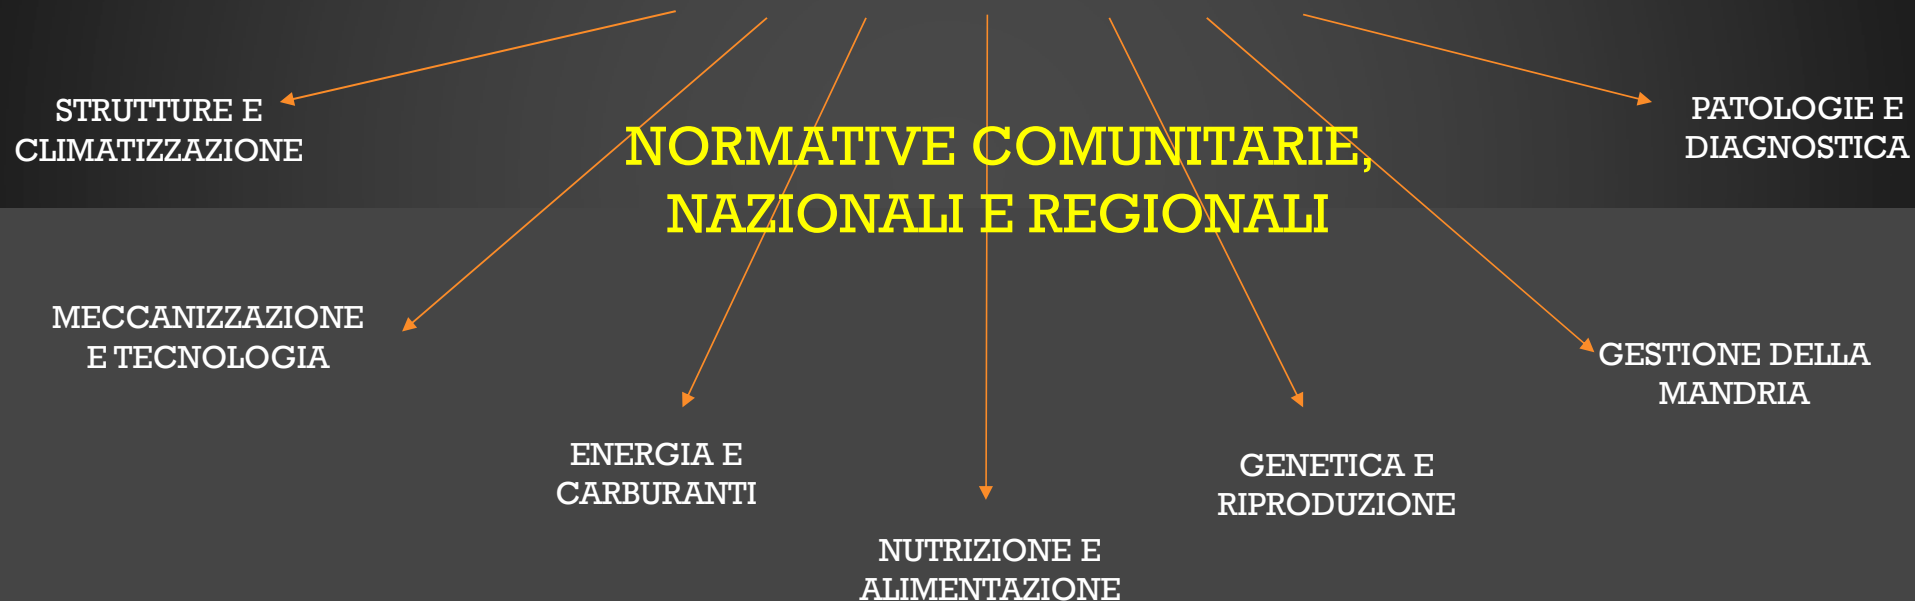 STRUTTURE E
CLIMATIZZAZIONE
NORMATIVE COMUNITARIE,
NAZIONALI E REGIONALI
PATOLOGIE E
DIAGNOSTICA
MECCANIZZAZIONE
E TECNOLOGIA
GESTIONE DELLA
MANDRIA
ENERGIA E
CARBURANTI
GENETICA E
RIPRODUZIONE
NUTRIZIONE E
ALIMENTAZIONE